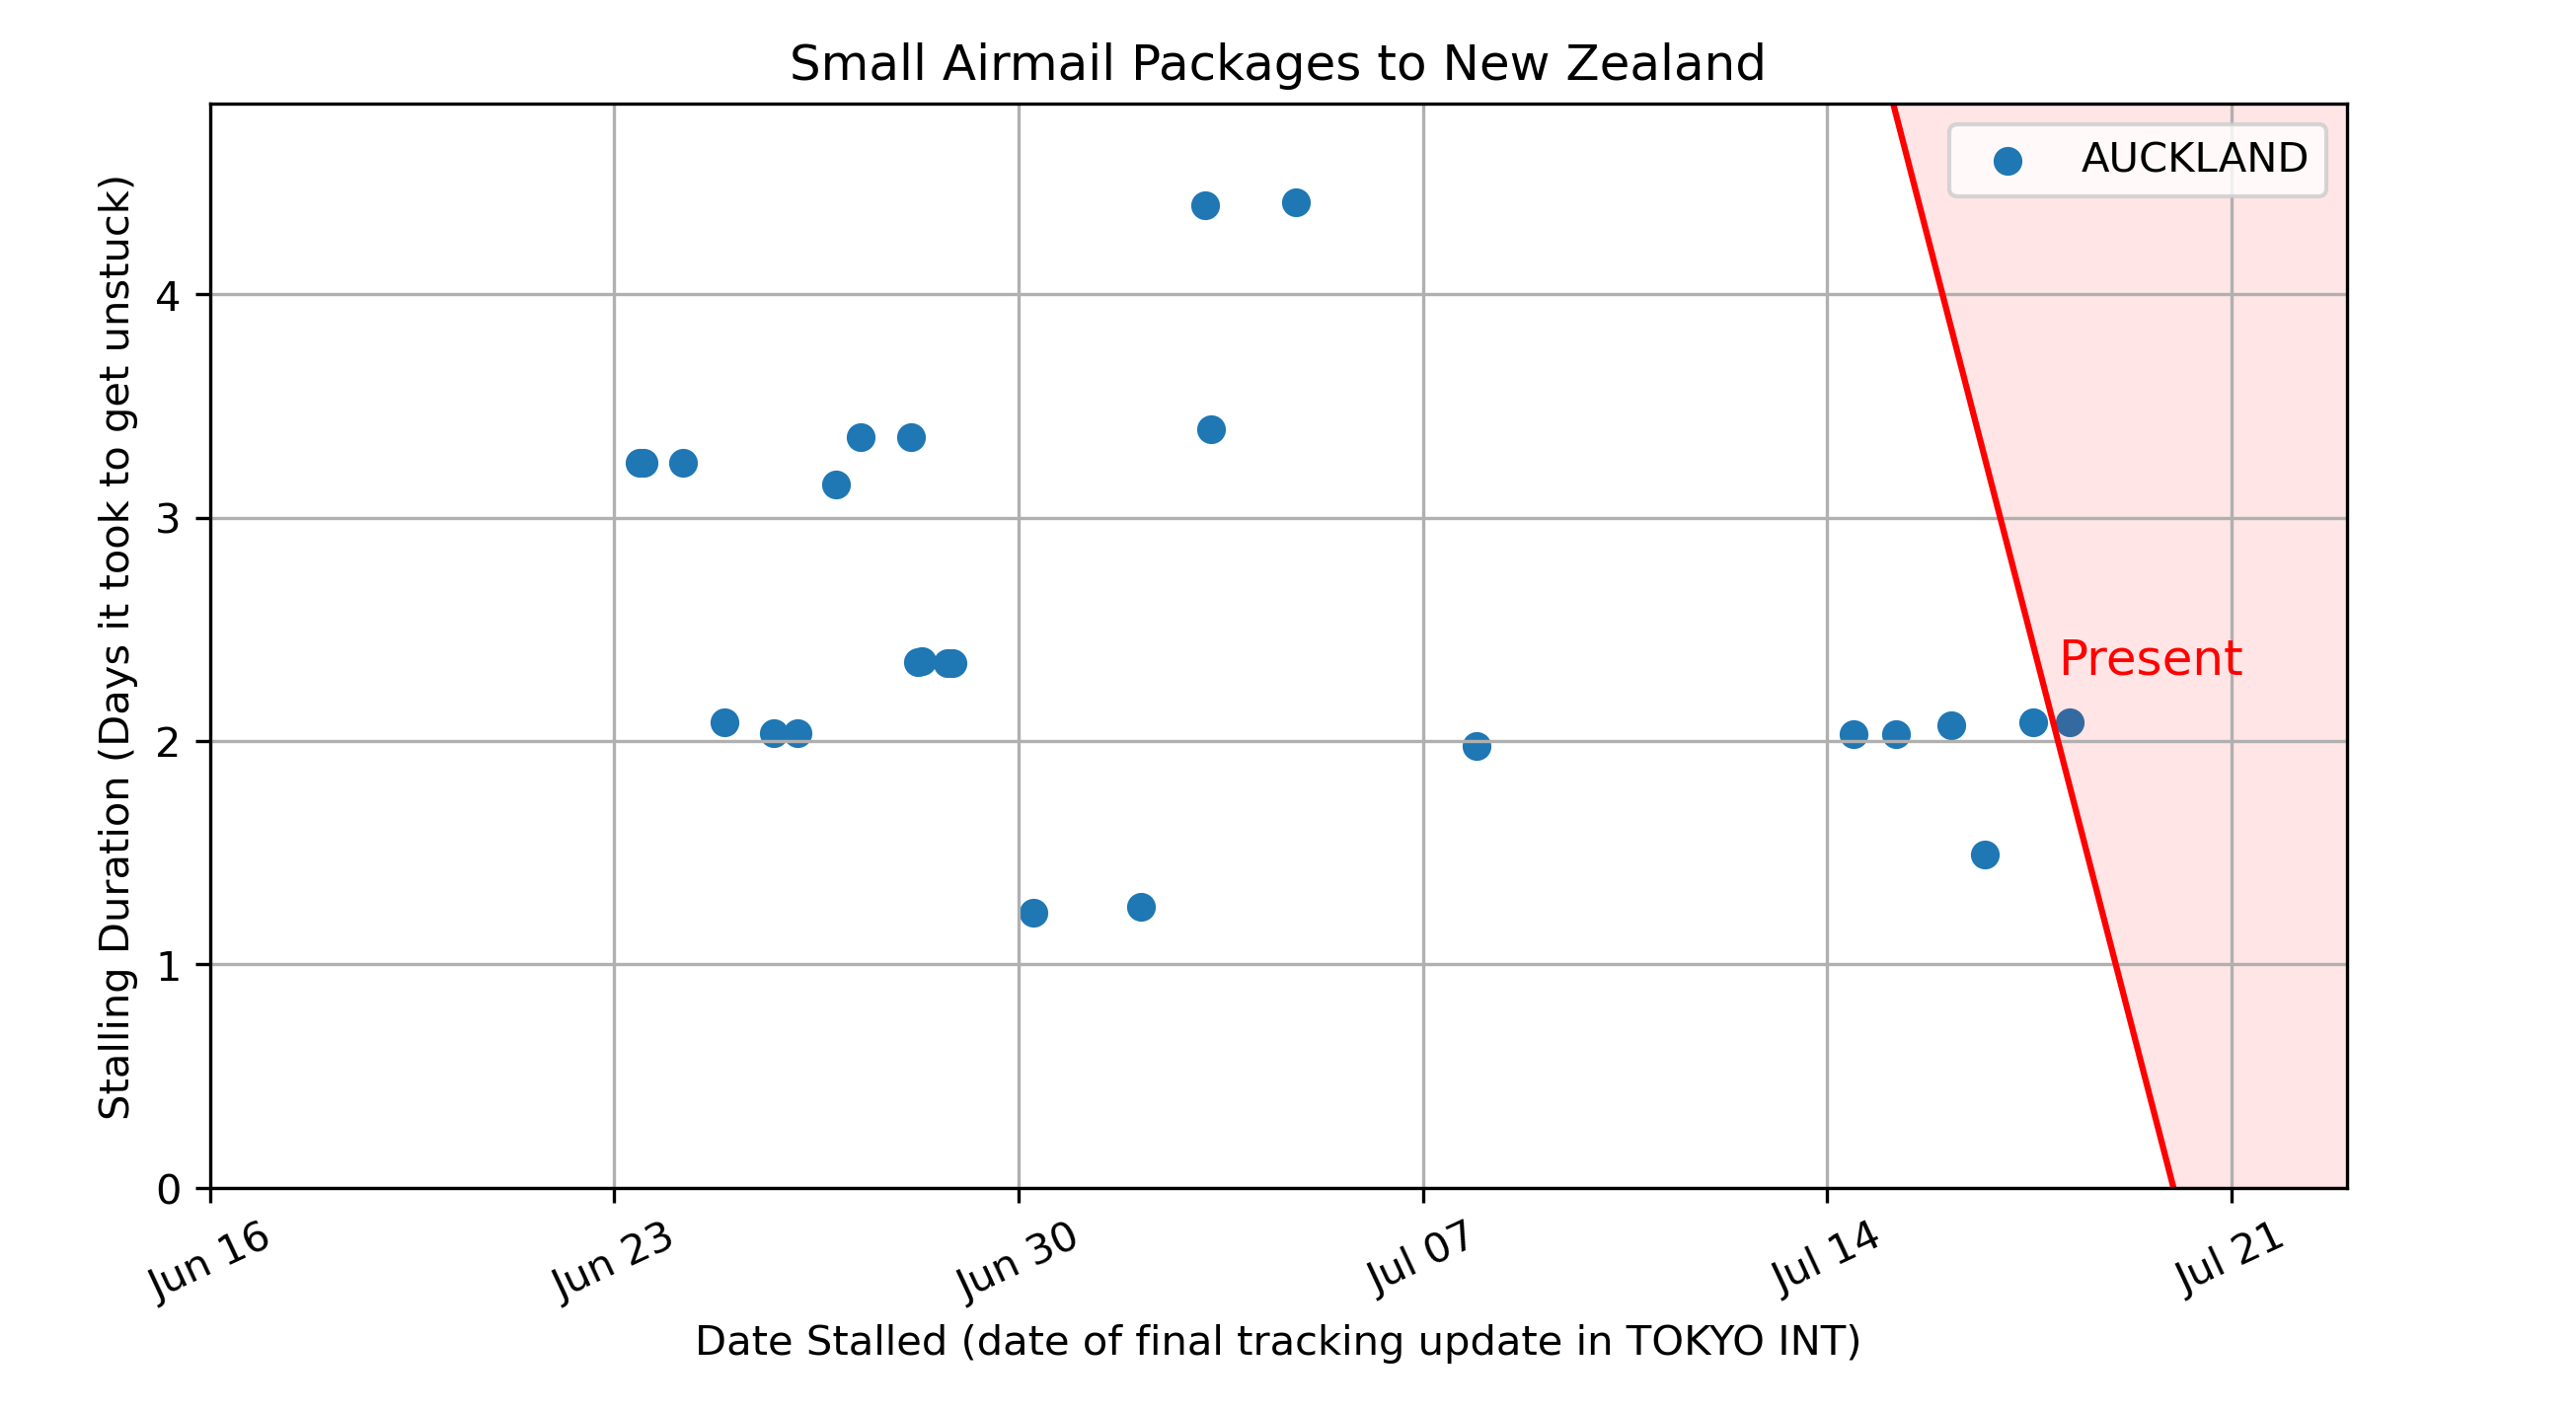 Small Airmail Packages to New Zealand
AUCKLAND
Stalling Duration (Days it took to get unstuck)
4
3
2
1
0
Present
Jun 16
Jun 23
Jun 30
Jul 07
Jul 14
Jul 21
Date Stalled (date of final tracking update in TOKYO INT)